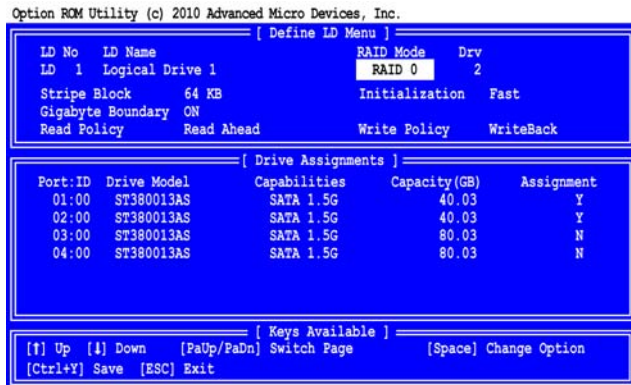 Option ROM Utility (c) 2010 Advanced Micro Devices, Inc.
[ Define LD Menu ]
LD No LD Name RAID Mode Drv
LD 1 Logical Drive 1 RAID 0 2
Stripe Block 64 KB Initialization Fast
Gigabyte Boundary ON
Read Policy Read Ahead Write Policy WriteBack
[ Drive Assignments ]
Port:ID Drive Model Capabilities Capacity(GB) Assignment
01:00 ST380013AS SATA 1.5G 40.03 Y
02:00 ST380013AS SATA 1.5G 40.03 Y
03:00 ST380013AS SATA 1.5G 80.03 N
04:00 ST380013AS SATA 1.5G 80.03 N
[ Keys Available ]
[↑] Up [↓] Down [PaUp/PaDn] Switch Page [Space] Change Option
[Ctrl+Y] Save [ESC] Exit